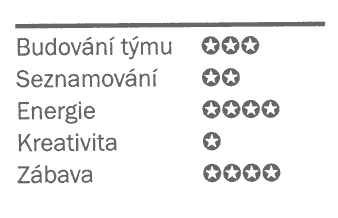 Budování týmu ✪✪✪
Seznamování ✪✪
Energie ✪✪✪✪
Kreativita ✪
Zábava ✪✪✪✪